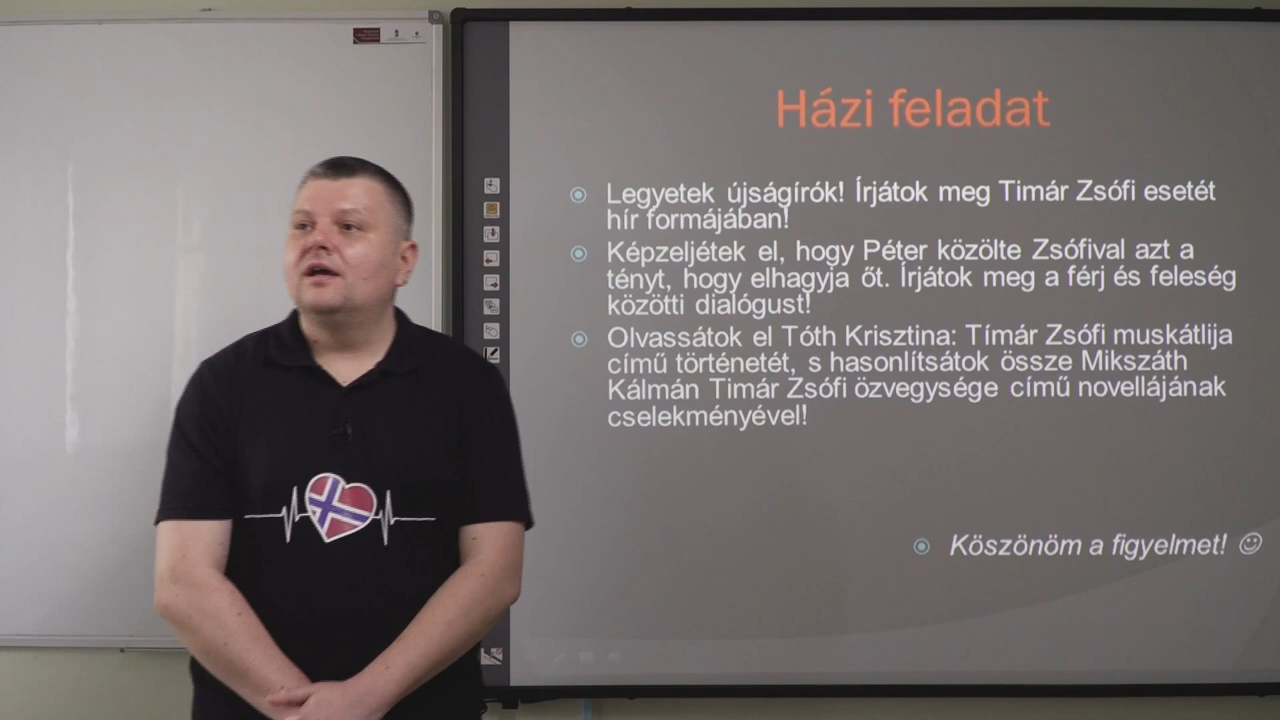 Házi feladat
Legyetek újságírók! Írjátok meg Timár Zsófi esetét
hír formájában!
Képzeljétek el, hogy Péter közölte Zsófival azt a
tényt, hogy elhagyja őt. Írjátok meg a férj és feleség
közötti dialógust!
Olvassátok el Tóth Krisztina: Tímár Zsófi muskátlija
című történetét, s hasonlítsátok össze Mikszáth
Kálmán Timár Zsófi özvegysége című novellájának
cselekményével!
Köszönöm a figyelmet! ☺